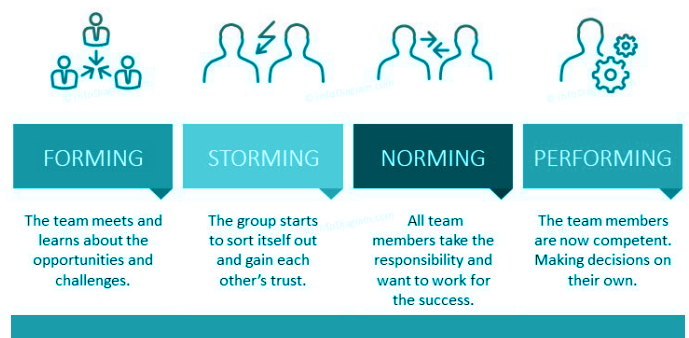 FORMING
STORMING
NORMING
PERFORMING
The team meets and
learns about the
opportunities and
challenges.
The group starts
to sort itself out
and gain each
other's trust.
All team
members take the
responsibility and
want to work for
the success.
The team members
are now competent.
Making decisions on
their own.